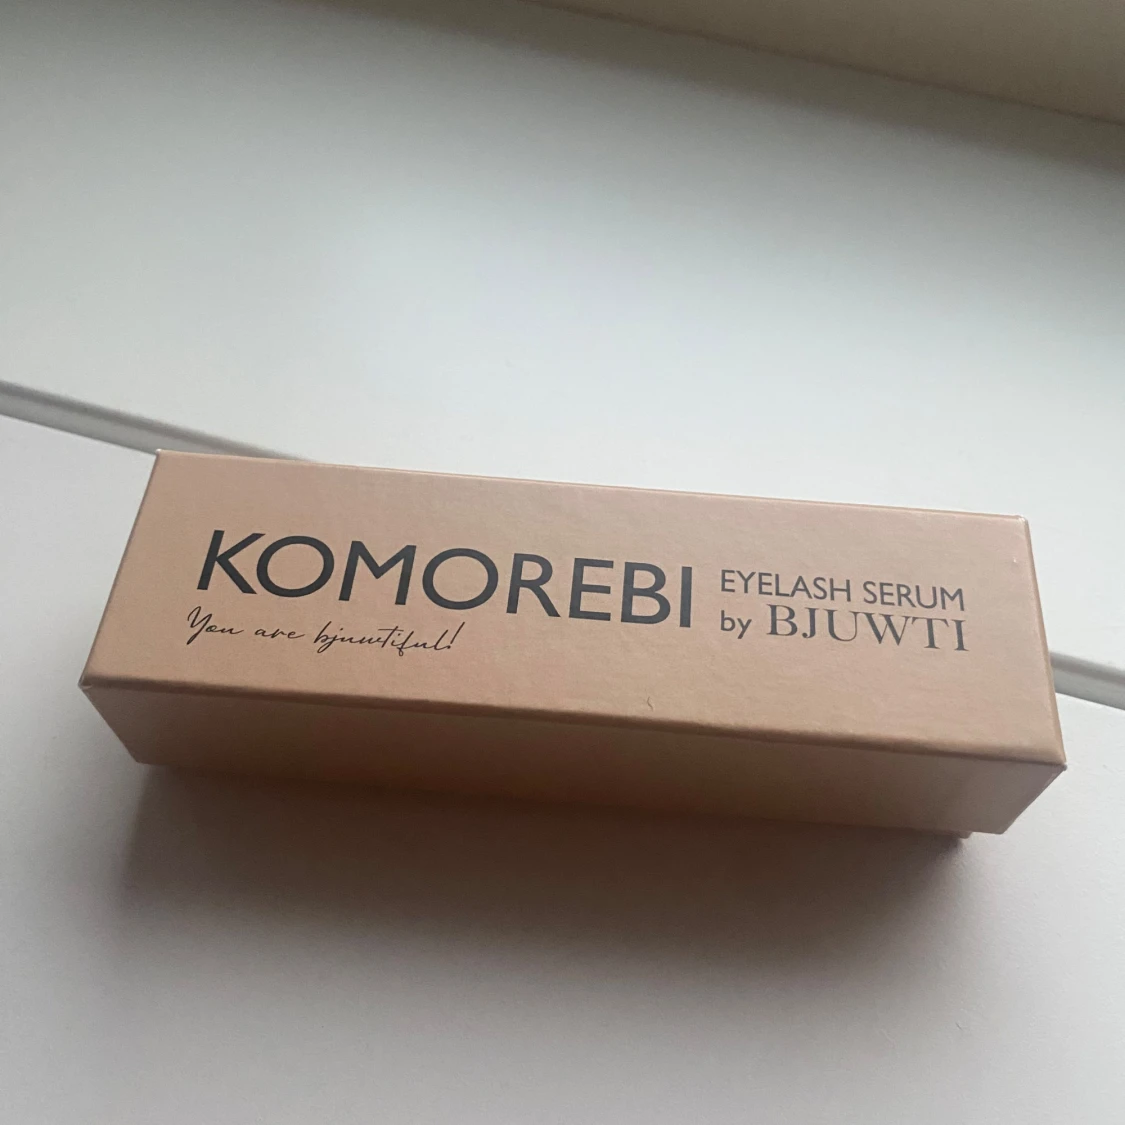 KOMOREBI
You are bjuwtiful!
EYELASH SERUM
by BJUWTI